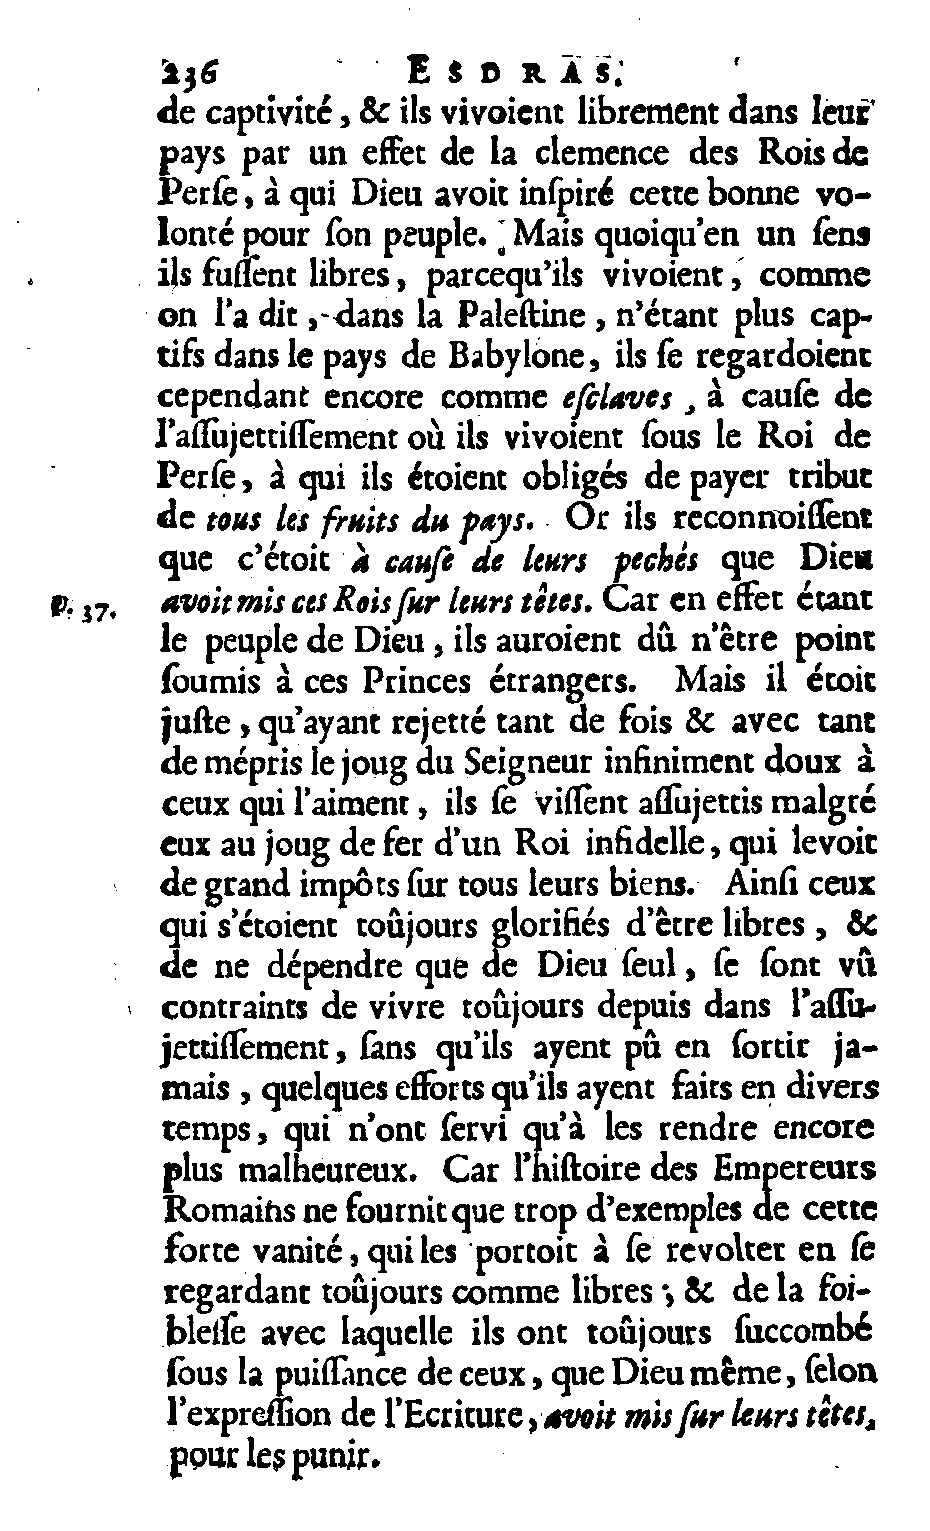 236 ESDRAS.
de captivité, & ils vivoient librement dans leur
pays par un effet de la clemence des Rois de
Perſe, à qui Dieu avoit inſpiré cette bonne vo-
lonté pour ſon peuple. Mais quoiqu'en un ſens
ils fuſſent libres, parcequ'ils vivoient, comme
on l'a dit, dans la Paleſtine, n'étant plus cap-
tifs dans le pays de Babylone, ils ſe regardoient
cependant encore comme eſclaves, à cauſe de
l'aſſujettiſſement où ils vivoient ſous le Roi de
Perſe, à qui ils étoient obligés de payer tribut
de tous les fruits du pays. Or ils reconnoiſſent
que c'étoit à cauſe de leurs pechés que Dieu
℣. 37. avoit mis ces Rois ſur leurs têtes. Car en effet étant
le peuple de Dieu, ils auroient dû n'être point
ſoumis à ces Princes étrangers. Mais il étoit
juſte, qu'ayant rejetté tant de fois & avec tant
de mépris le joug du Seigneur infiniment doux à
ceux qui l'aiment, ils ſe viſſent aſſujettis malgré
eux au joug de fer d'un Roi infidelle, qui levoit
de grand impôts ſur tous leurs biens. Ainſi ceux
qui s'étoient toûjours glorifiés d'être libres, &
de ne dépendre que de Dieu ſeul, ſe ſont vû
contraints de vivre toûjours depuis dans l'aſſu-
jettiſſement, ſans qu'ils ayent pû en ſortir ja-
mais, quelques efforts qu'ils ayent faits en divers
temps, qui n'ont ſervi qu'à les rendre encore
plus malheureux. Car l'hiſtoire des Empereurs
Romains ne fournit que trop d'exemples de cette
forte vanité, qui les portoit à ſe revolter en ſe
regardant toûjours comme libres; & de la foi-
bleſſe avec laquelle ils ont toûjours ſuccombé
ſous la puiſſance de ceux, que Dieu même, ſelon
l'expreſſion de l'Ecriture, avoit mis ſur leurs têtes,
pour les punir.